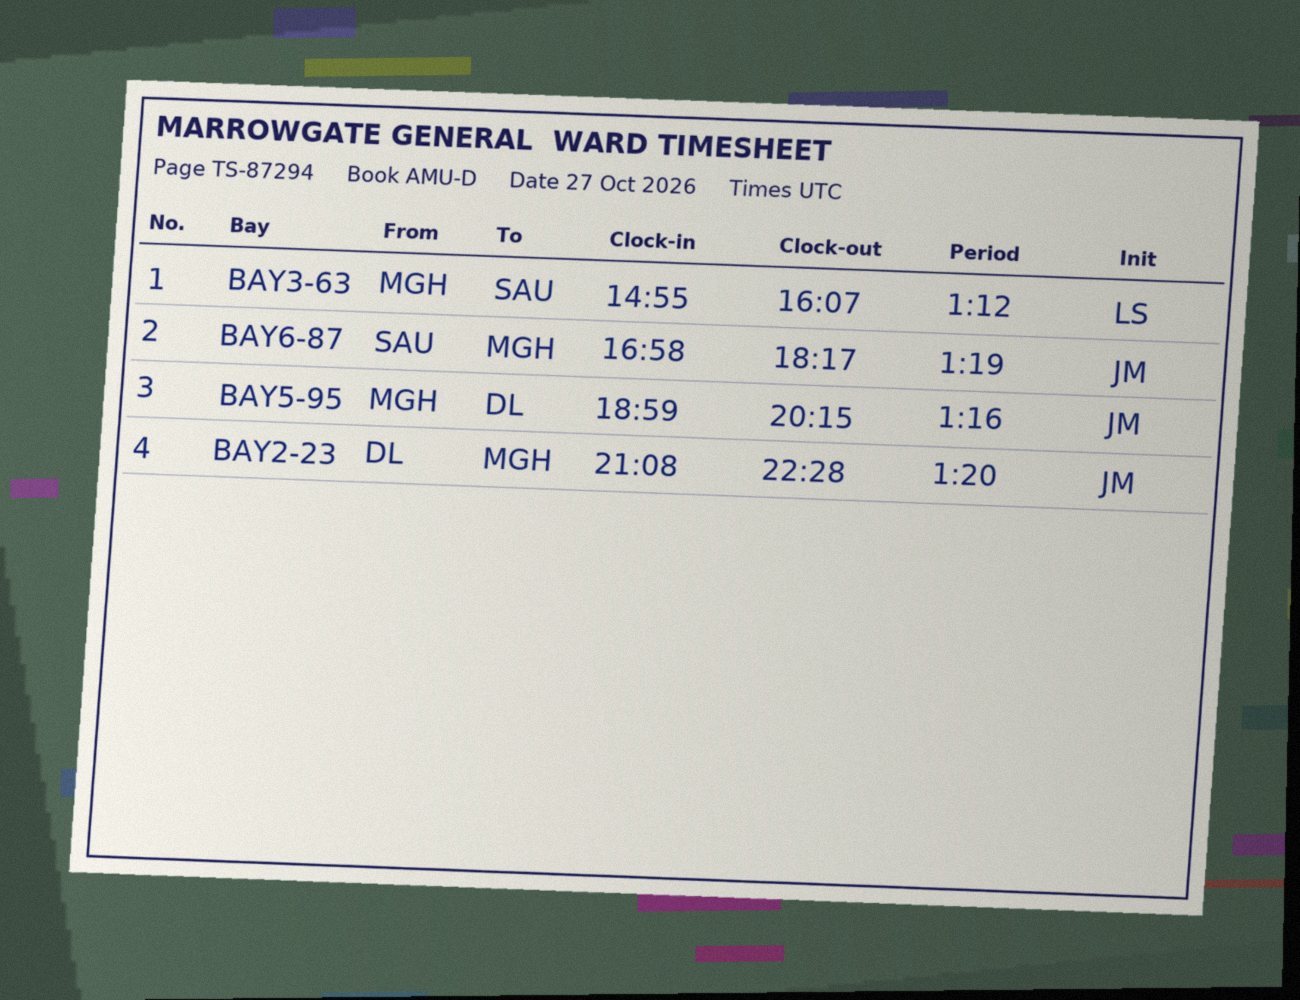 MARROWGATE GENERAL WARD TIMESHEET
Page TS-87294 Book AMU-D Date 27 Oct 2026 Times UTC
No. Bay From To Clock-in Clock-out Period Init
1 BAY3-63 MGH SAU 14:55 16:07 1:12 LS
2 BAY6-87 SAU MGH 16:58 18:17 1:19 JM
3 BAY5-95 MGH DL 18:59 20:15 1:16 JM
4 BAY2-23 DL MGH 21:08 22:28 1:20 JM